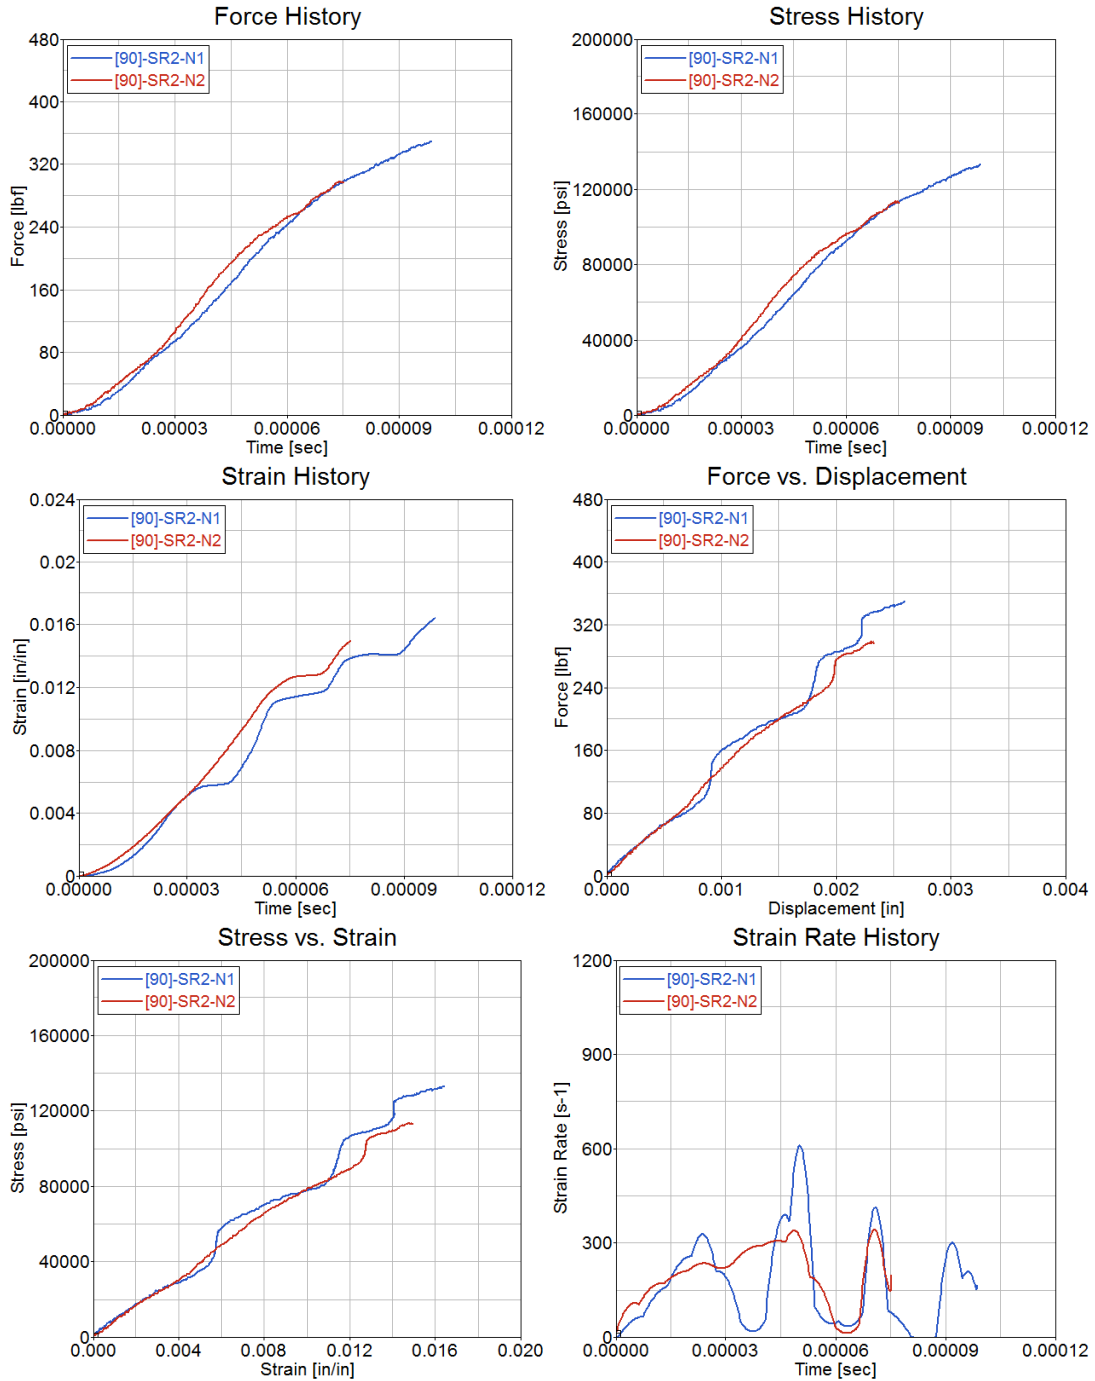 Force History
480
400
320
240
160
80
0
Force [lbf]
[90]-SR2-N1
[90]-SR2-N2
0.00000
0.00003
0.00006
0.00009
0.00012
Time [sec]
Stress History
200000
160000
120000
80000
40000
0
Stress [psi]
[90]-SR2-N1
[90]-SR2-N2
0.00000
0.00003
0.00006
0.00009
0.00012
Time [sec]
Strain History
0.024
0.02
0.016
0.012
0.008
0.004
0
Strain [in/in]
[90]-SR2-N1
[90]-SR2-N2
0.00000
0.00003
0.00006
0.00009
0.00012
Time [sec]
Force vs. Displacement
480
400
320
240
160
80
0
Force [lbf]
[90]-SR2-N1
[90]-SR2-N2
0.000
0.001
0.002
0.003
0.004
Displacement [in]
Stress vs. Strain
200000
160000
120000
80000
40000
0
Stress [psi]
[90]-SR2-N1
[90]-SR2-N2
0.000
0.004
0.008
0.012
0.016
0.020
Strain [in/in]
Strain Rate History
1200
900
600
300
0
Strain Rate [s-1]
[90]-SR2-N1
[90]-SR2-N2
0.00000
0.00003
0.00006
0.00009
0.00012
Time [sec]